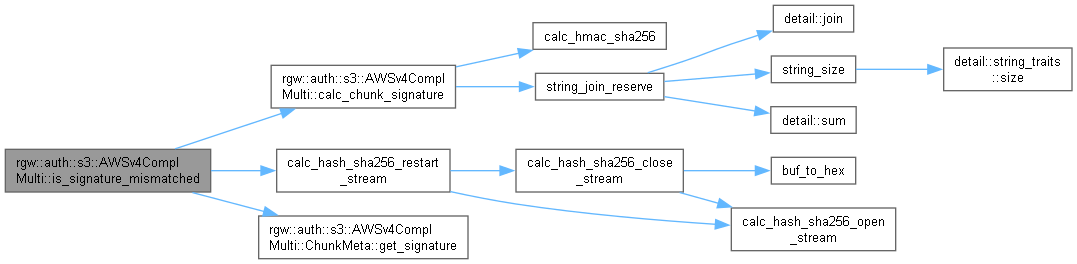 rgw::auth::s3::AWSv4Compl
Multi::is_signature_mismatched
rgw::auth::s3::AWSv4Compl
Multi::calc_chunk_signature
calc_hmac_sha256
string_join_reserve
detail::join
string_size
detail::string_traits
::size
detail::sum
calc_hash_sha256_restart
_stream
calc_hash_sha256_close
_stream
buf_to_hex
calc_hash_sha256_open
_stream
rgw::auth::s3::AWSv4Compl
Multi::ChunkMeta::get_signature